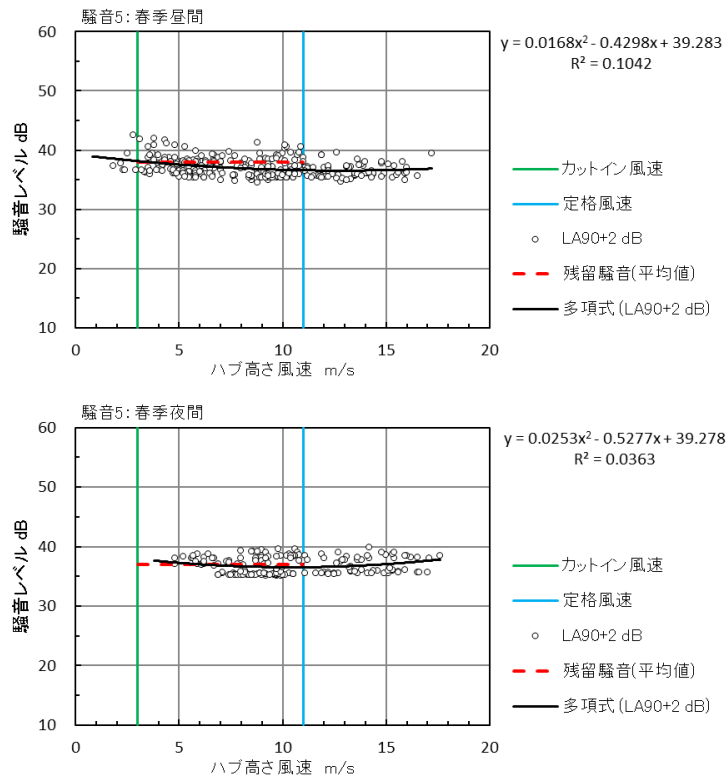 騒音5：春季昼間
60
50
40
30
20
10
騒音レベル dB
0
5
10
15
20
ハブ高さ風速 m/s
y = 0.0168x² - 0.4298x + 39.283
R² = 0.1042
カットイン風速
定格風速
LA90+2 dB
残留騒音(平均値)
多項式 (LA90+2 dB)
騒音5：春季夜間
60
50
40
30
20
10
騒音レベル dB
0
5
10
15
20
ハブ高さ風速 m/s
y = 0.0253x² - 0.5277x + 39.278
R² = 0.0363
カットイン風速
定格風速
LA90+2 dB
残留騒音(平均値)
多項式 (LA90+2 dB)